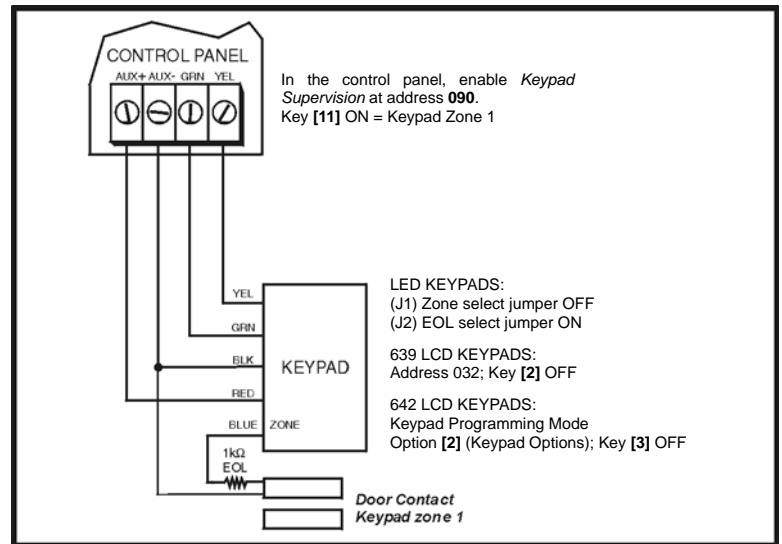 CONTROL PANEL
AUX+ AUX- GRN YEL
In the control panel, enable Keypad
Supervision at address 090.
Key [11] ON = Keypad Zone 1
YEL
GRN
BLK
RED
BLUE ZONE
KEYPAD
LED KEYPADS:
(J1) Zone select jumper OFF
(J2) EOL select jumper ON
639 LCD KEYPADS:
Address 032; Key [2] OFF
642 LCD KEYPADS:
Keypad Programming Mode
Option [2] (Keypad Options); Key [3] OFF
1kΩ
EOL
Door Contact
Keypad zone 1